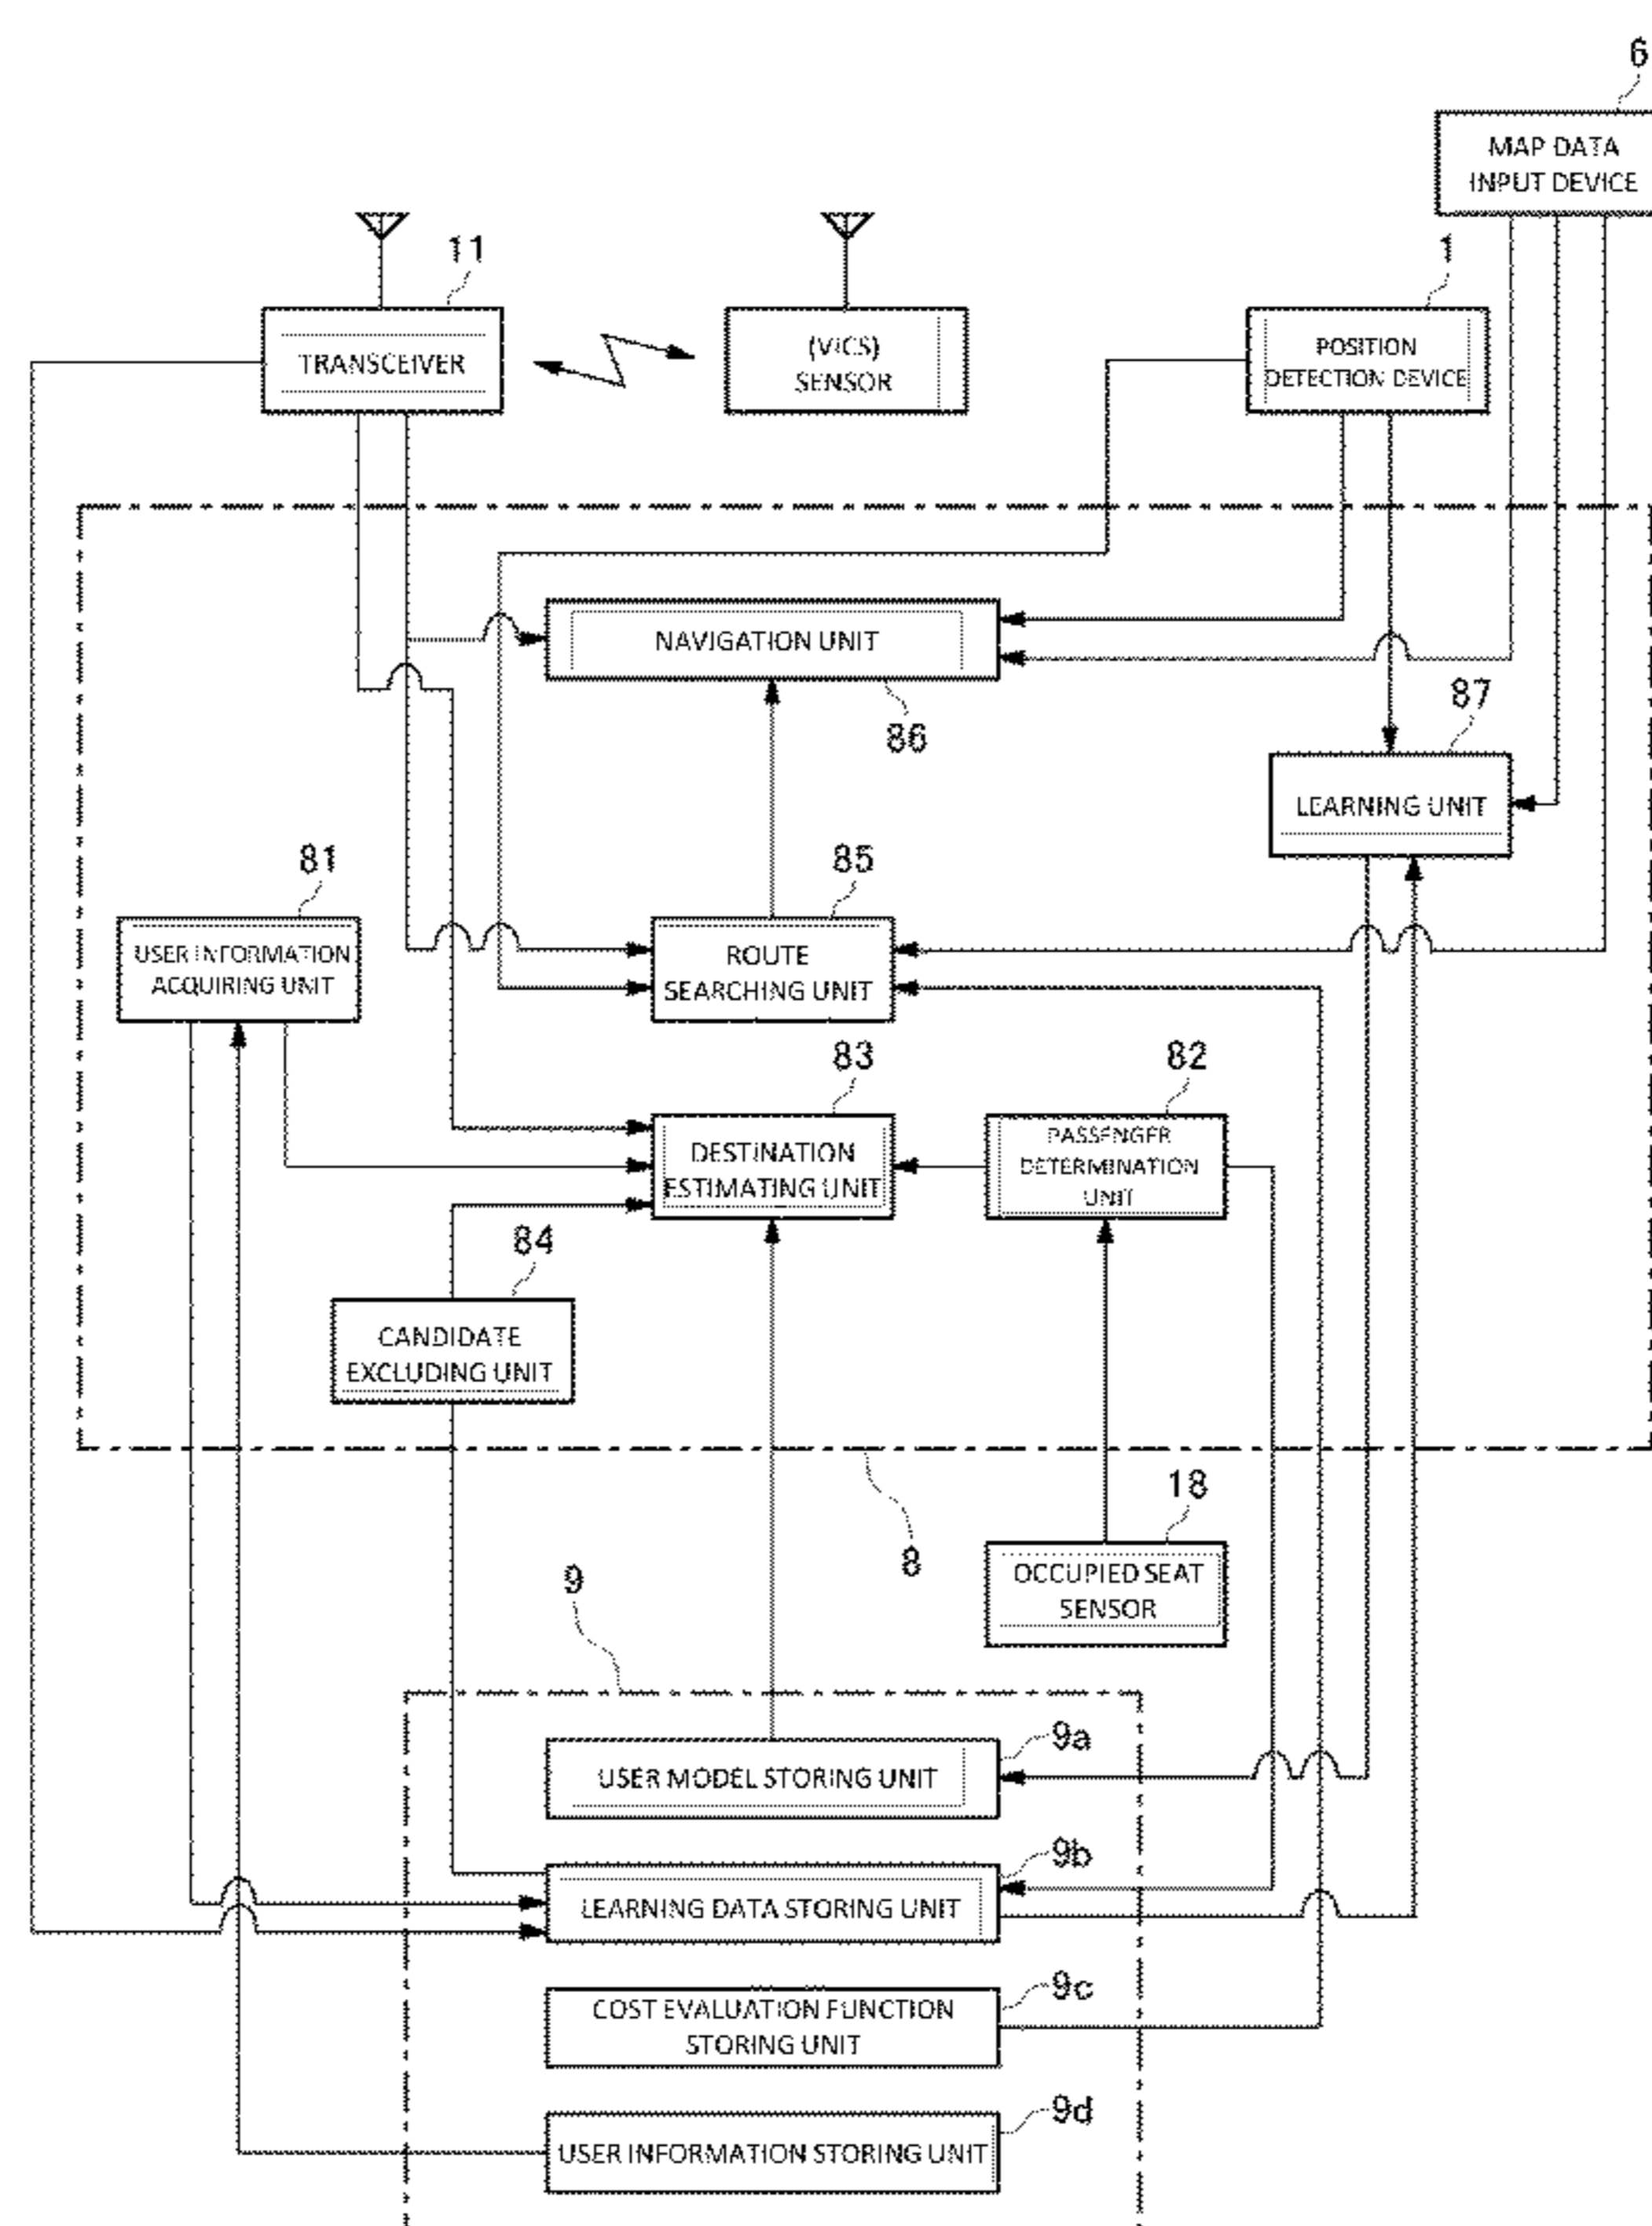 6
MAP DATA
INPUT DEVICE
11
TRANSCEIVER
(VICS)
SENSOR
1
POSITION
DETECTION DEVICE
NAVIGATION UNIT
86
87
LEARNING UNIT
81
USER INFORMATION
ACQUIRING UNIT
85
ROUTE
SEARCHING UNIT
83
DESTINATION
ESTIMATING UNIT
82
PASSENGER
DETERMINATION
UNIT
84
CANDIDATE
EXCLUDING UNIT
8
18
OCCUPIED SEAT
SENSOR
9
9a
USER MODEL STORING UNIT
9b
LEARNING DATA STORING UNIT
9c
COST EVALUATION FUNCTION
STORING UNIT
9d
USER INFORMATION STORING UNIT